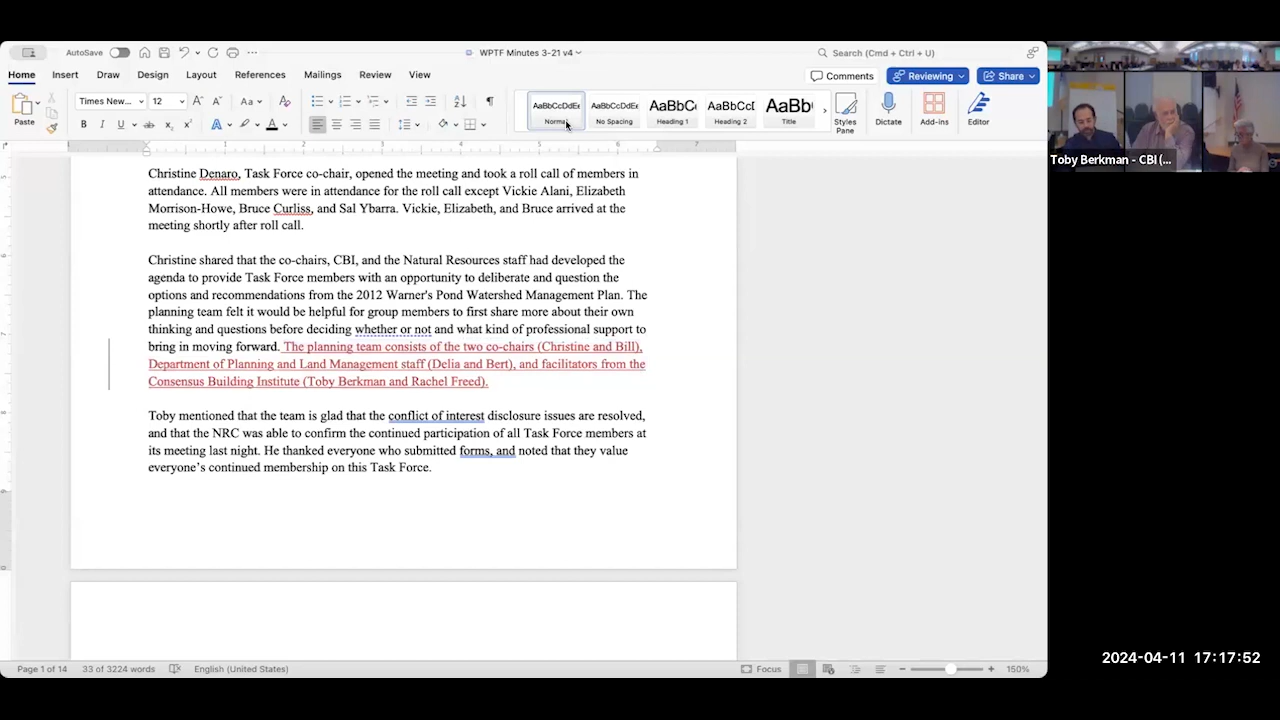 AutoSave
WPTF Minutes 3-21 v4
Search (Cmd + Ctrl + U)
Home Insert Draw Design Layout References Mailings Review View
Comments Reviewing Share
Paste
Times New... 12
AaBbCcDdEe AaBbCcDdEe AaBbC AaBbCcD AaBb
Normal No Spacing Heading 1 Heading 2 Title
Styles Pane
Dictate
Add-ins
Editor
1 2 3 4 5 6 7
Christine Denaro, Task Force co-chair, opened the meeting and took a roll call of members in
attendance. All members were in attendance for the roll call except Vickie Alani, Elizabeth
Morrison-Howe, Bruce Curliss, and Sal Ybarra. Vickie, Elizabeth, and Bruce arrived at the
meeting shortly after roll call.
Christine shared that the co-chairs, CBI, and the Natural Resources staff had developed the
agenda to provide Task Force members with an opportunity to deliberate and question the
options and recommendations from the 2012 Warner's Pond Watershed Management Plan. The
planning team felt it would be helpful for group members to first share more about their own
thinking and questions before deciding whether or not and what kind of professional support to
bring in moving forward. The planning team consists of the two co-chairs (Christine and Bill),
Department of Planning and Land Management staff (Delia and Bert), and facilitators from the
Consensus Building Institute (Toby Berkman and Rachel Freed).
Toby mentioned that the team is glad that the conflict of interest disclosure issues are resolved,
and that the NRC was able to confirm the continued participation of all Task Force members at
its meeting last night. He thanked everyone who submitted forms, and noted that they value
everyone's continued membership on this Task Force.
Page 1 of 14 33 of 3224 words English (United States)
Focus
150%
Toby Berkman - CBI (...
2024-04-11 17:17:52